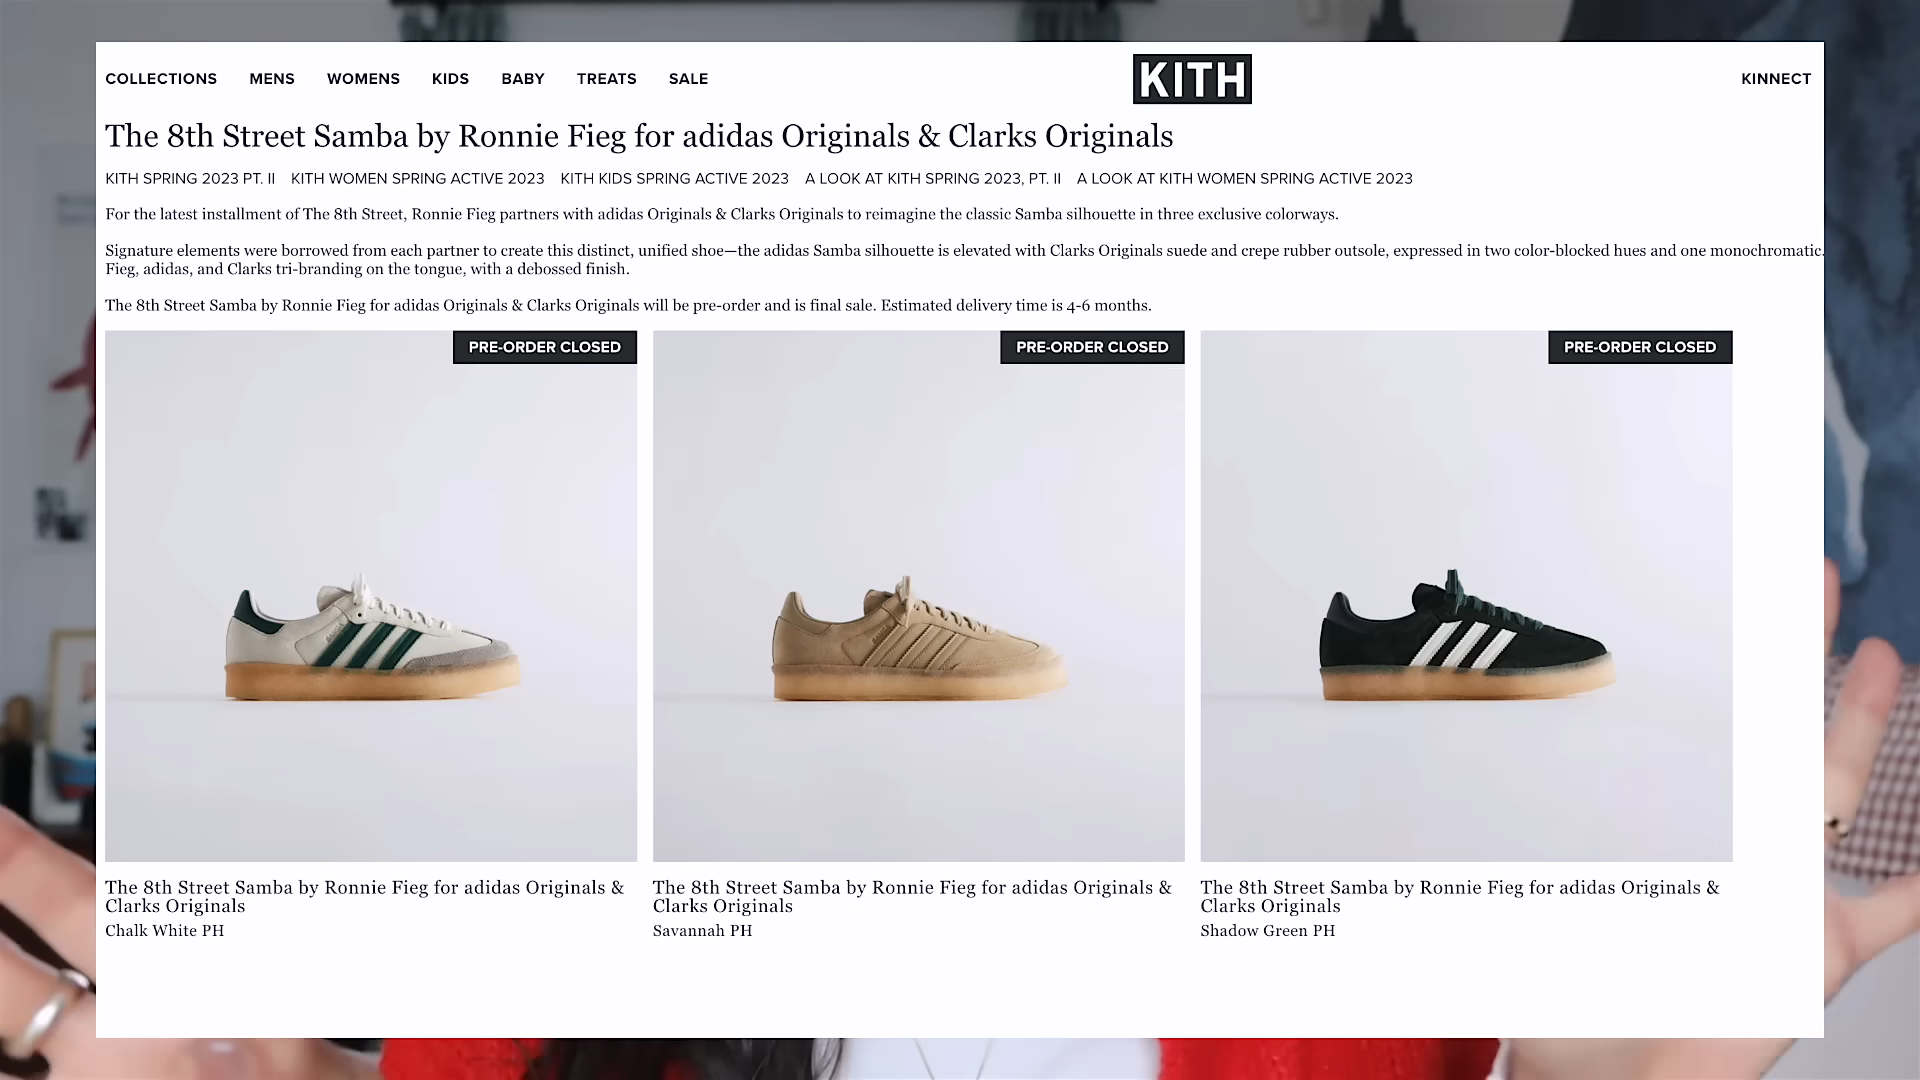 COLLECTIONS MENS WOMENS KIDS BABY TREATS SALE KITH KINNECT
The 8th Street Samba by Ronnie Fieg for adidas Originals & Clarks Originals
KITH SPRING 2023 PT. II KITH WOMEN SPRING ACTIVE 2023 KITH KIDS SPRING ACTIVE 2023 A LOOK AT KITH SPRING 2023, PT. II A LOOK AT KITH WOMEN SPRING ACTIVE 2023
For the latest installment of The 8th Street, Ronnie Fieg partners with adidas Originals & Clarks Originals to reimagine the classic Samba silhouette in three exclusive colorways.
Signature elements were borrowed from each partner to create this distinct, unified shoe—the adidas Samba silhouette is elevated with Clarks Originals suede and crepe rubber outsole, expressed in two color-blocked hues and one monochromatic.
Fieg, adidas, and Clarks tri-branding on the tongue, with a debossed finish.
The 8th Street Samba by Ronnie Fieg for adidas Originals & Clarks Originals will be pre-order and is final sale. Estimated delivery time is 4-6 months.
PRE-ORDER CLOSED PRE-ORDER CLOSED PRE-ORDER CLOSED
The 8th Street Samba by Ronnie Fieg for adidas Originals &
Clarks Originals
Chalk White PH
The 8th Street Samba by Ronnie Fieg for adidas Originals &
Clarks Originals
Savannah PH
The 8th Street Samba by Ronnie Fieg for adidas Originals &
Clarks Originals
Shadow Green PH